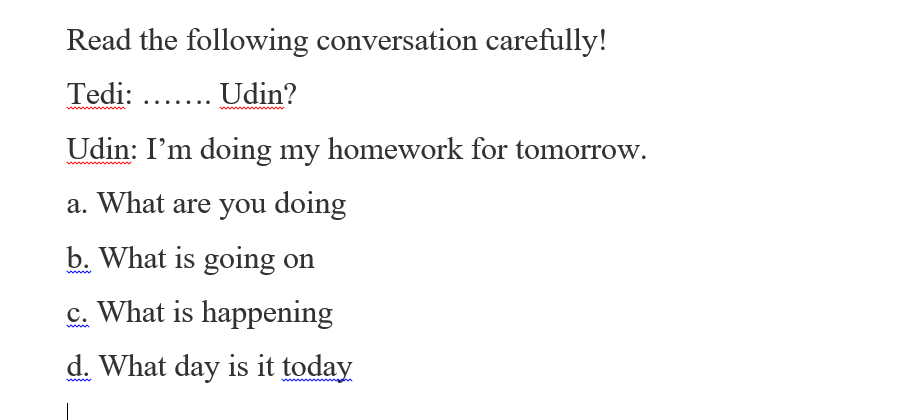 Read the following conversation carefully!
Tedi: ……. Udin?
Udin: I’m doing my homework for tomorrow.
a. What are you doing
b. What is going on
c. What is happening
d. What day is it today